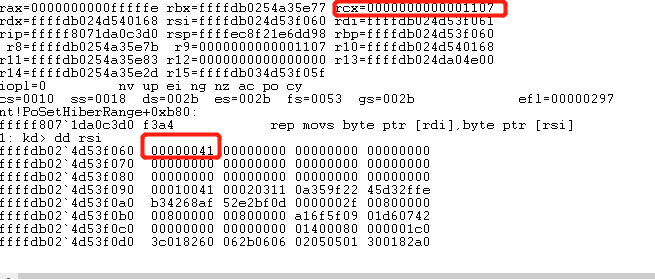 rax=0000000000fffffe rbx=ffffdb0254a35e77 rcx=0000000000001107
rdx=ffffdb024d540168 rsi=ffffdb024d53f060 rdi=ffffdb024d53f061
rip=fffff8071da0c3d0 rsp=ffffec8f21e6dd98 rbp=ffffdb024d53f060
r8=ffffdb0254a35e7b r9=0000000000001107 r10=ffffdb024d540168
r11=ffffdb0254a35e83 r12=0000000000000000 r13=ffffdb024da04e00
r14=ffffdb0254a35e2d r15=ffffdb034d53f05f
iopl=0 nv up ei ng nz ac po cy
cs=0010 ss=0018 ds=002b es=002b fs=0053 gs=002b efl=00000297
nt!PoSetHiberRange+0xb80:
fffff807`1da0c3d0 f3a4 rep movs byte ptr [rdi],byte ptr [rsi]
1: kd> dd rsi
ffffdb02`4d53f060 00000041 00000000 00000000 00000000
ffffdb02`4d53f070 00000000 00000000 00000000 00000000
ffffdb02`4d53f080 00000000 00000000 00000000 00000000
ffffdb02`4d53f090 00010041 00020311 0a359f22 45d32ffe
ffffdb02`4d53f0a0 b34268af 52e2bf0d 0000002f 00800000
ffffdb02`4d53f0b0 00800000 00800000 a16f5f09 01d60742
ffffdb02`4d53f0c0 00000000 00000000 01400080 000001c0
ffffdb02`4d53f0d0 3c018260 062b0606 02050501 300182a0